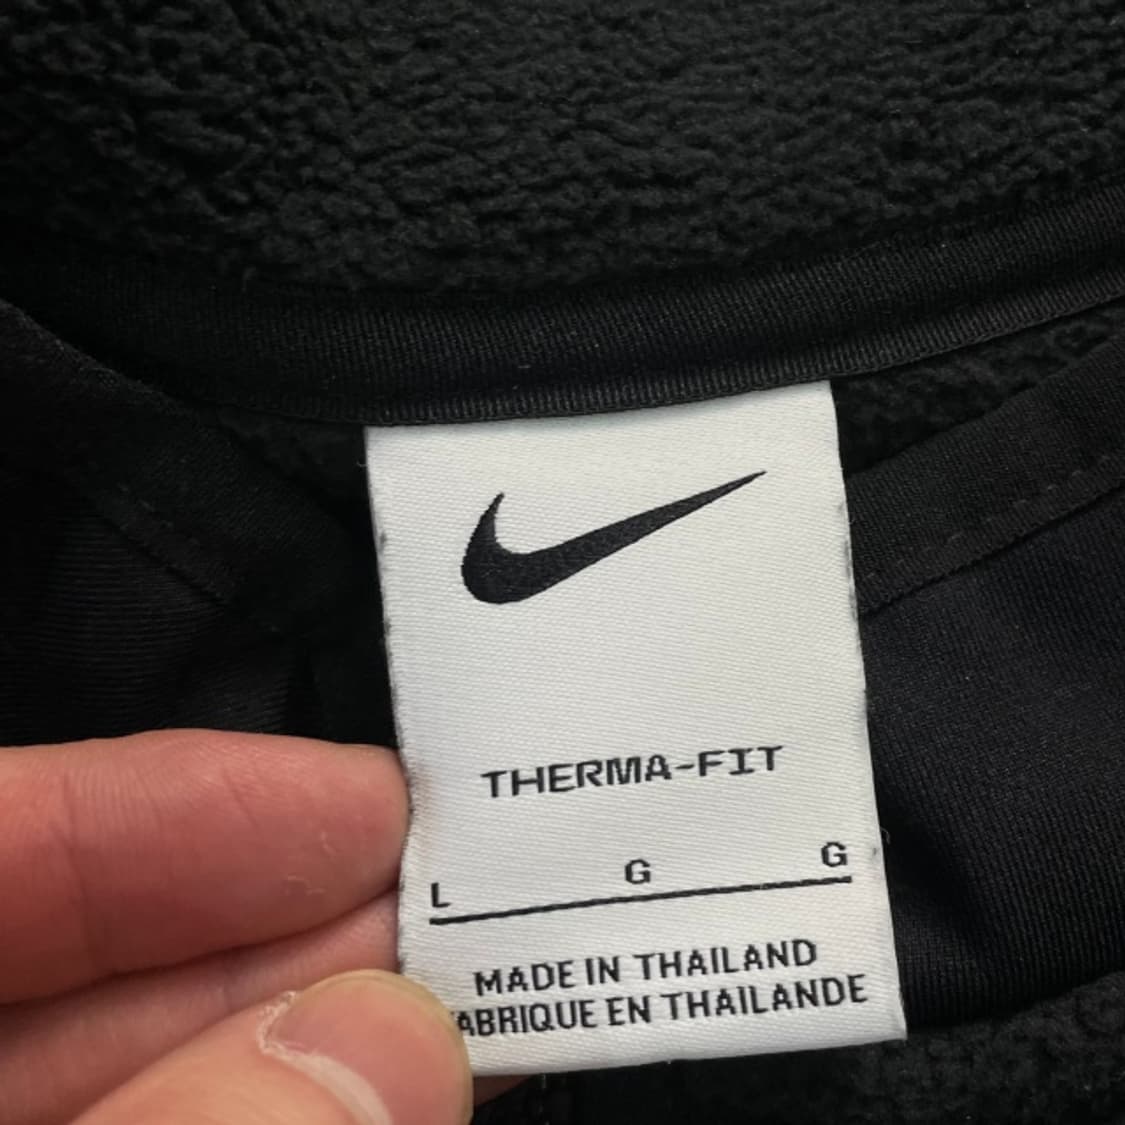 THERMA-FIT
L G G
MADE IN THAILAND
ABRIQUE EN THAILANDE